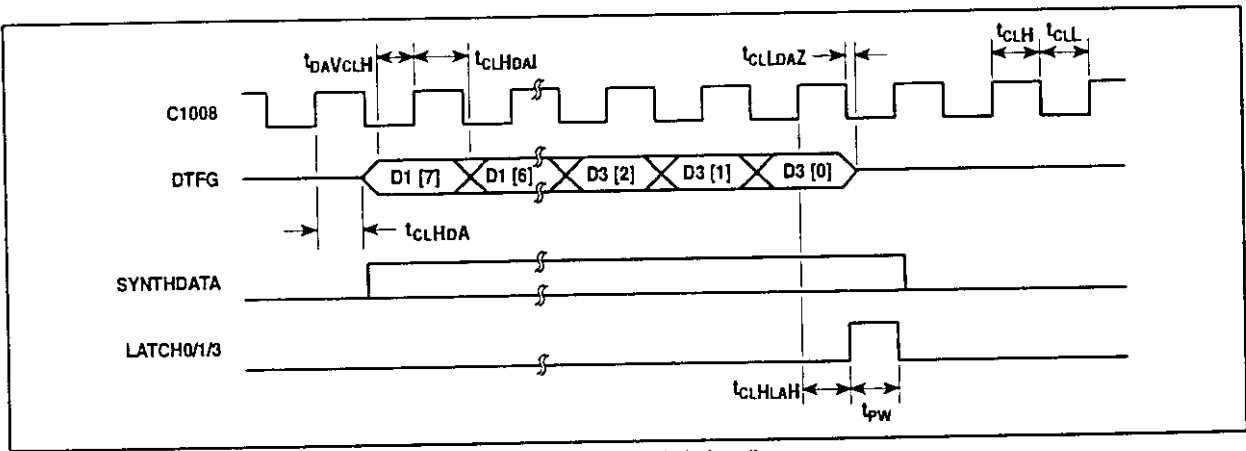 tDAVCLH
tCLHDAI
tCLLDAZ
tCLH
tCLL
C1008
DTFG
D1 [7]
D1 [6]
D3 [2]
D3 [1]
D3 [0]
tCLHDA
SYNTHDATA
LATCH0/1/3
tCLHLAH
tPW